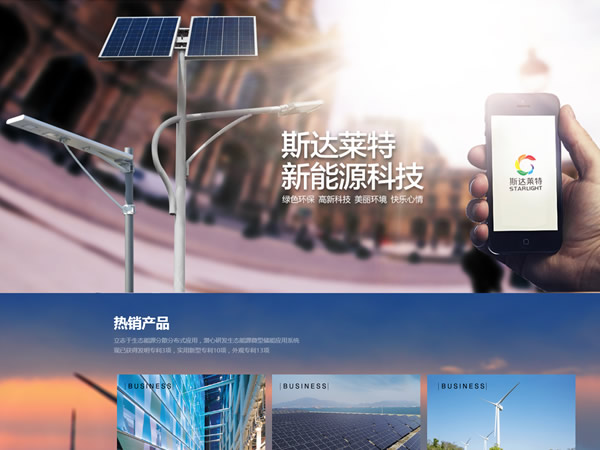 斯达莱特
新能源科技
绿色环保 高新科技 美丽环境 快乐心情
斯达莱特
STARLIGHT
热销产品
立志于生态能源分散分布式应用，潜心研发生态能源微型储能应用系统
现已获得发明专利3项，实用新型专利10项，外观专利13项
BUSINESS
BUSINESS
BUSINESS